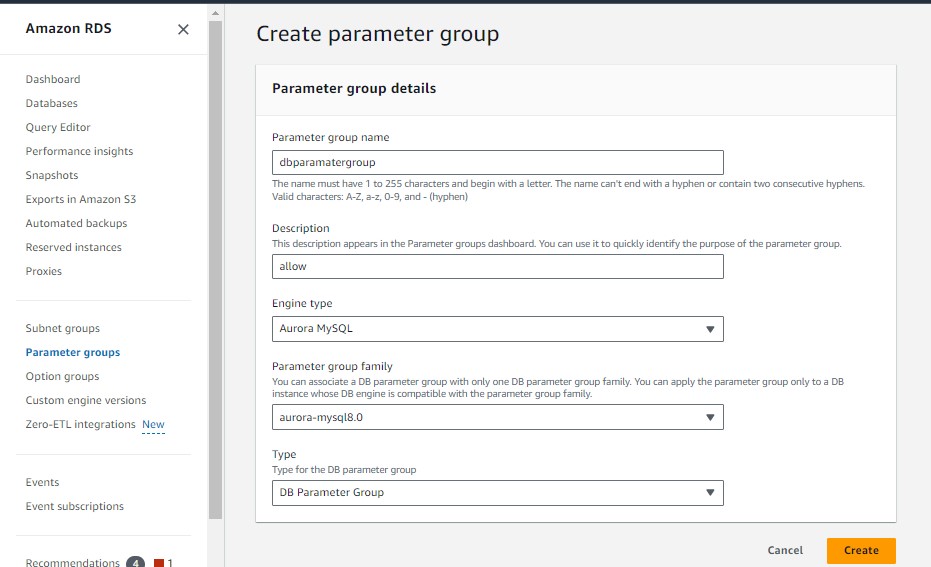 Amazon RDS
Dashboard
Databases
Query Editor
Performance insights
Snapshots
Exports in Amazon S3
Automated backups
Reserved instances
Proxies
Subnet groups
Parameter groups
Option groups
Custom engine versions
Zero-ETL integrations New
Events
Event subscriptions
Recommendations 4 1
Create parameter group
Parameter group details
Parameter group name
dbparamatergroup
The name must have 1 to 255 characters and begin with a letter. The name can't end with a hyphen or contain two consecutive hyphens.
Valid characters: A-Z, a-z, 0-9, and - (hyphen)
Description
This description appears in the Parameter groups dashboard. You can use it to quickly identify the purpose of the parameter group.
allow
Engine type
Aurora MySQL
Parameter group family
You can associate a DB parameter group with only one DB parameter group family. You can apply the parameter group only to a DB
instance whose DB engine is compatible with the parameter group family.
aurora-mysql8.0
Type
Type for the DB parameter group
DB Parameter Group
Cancel
Create